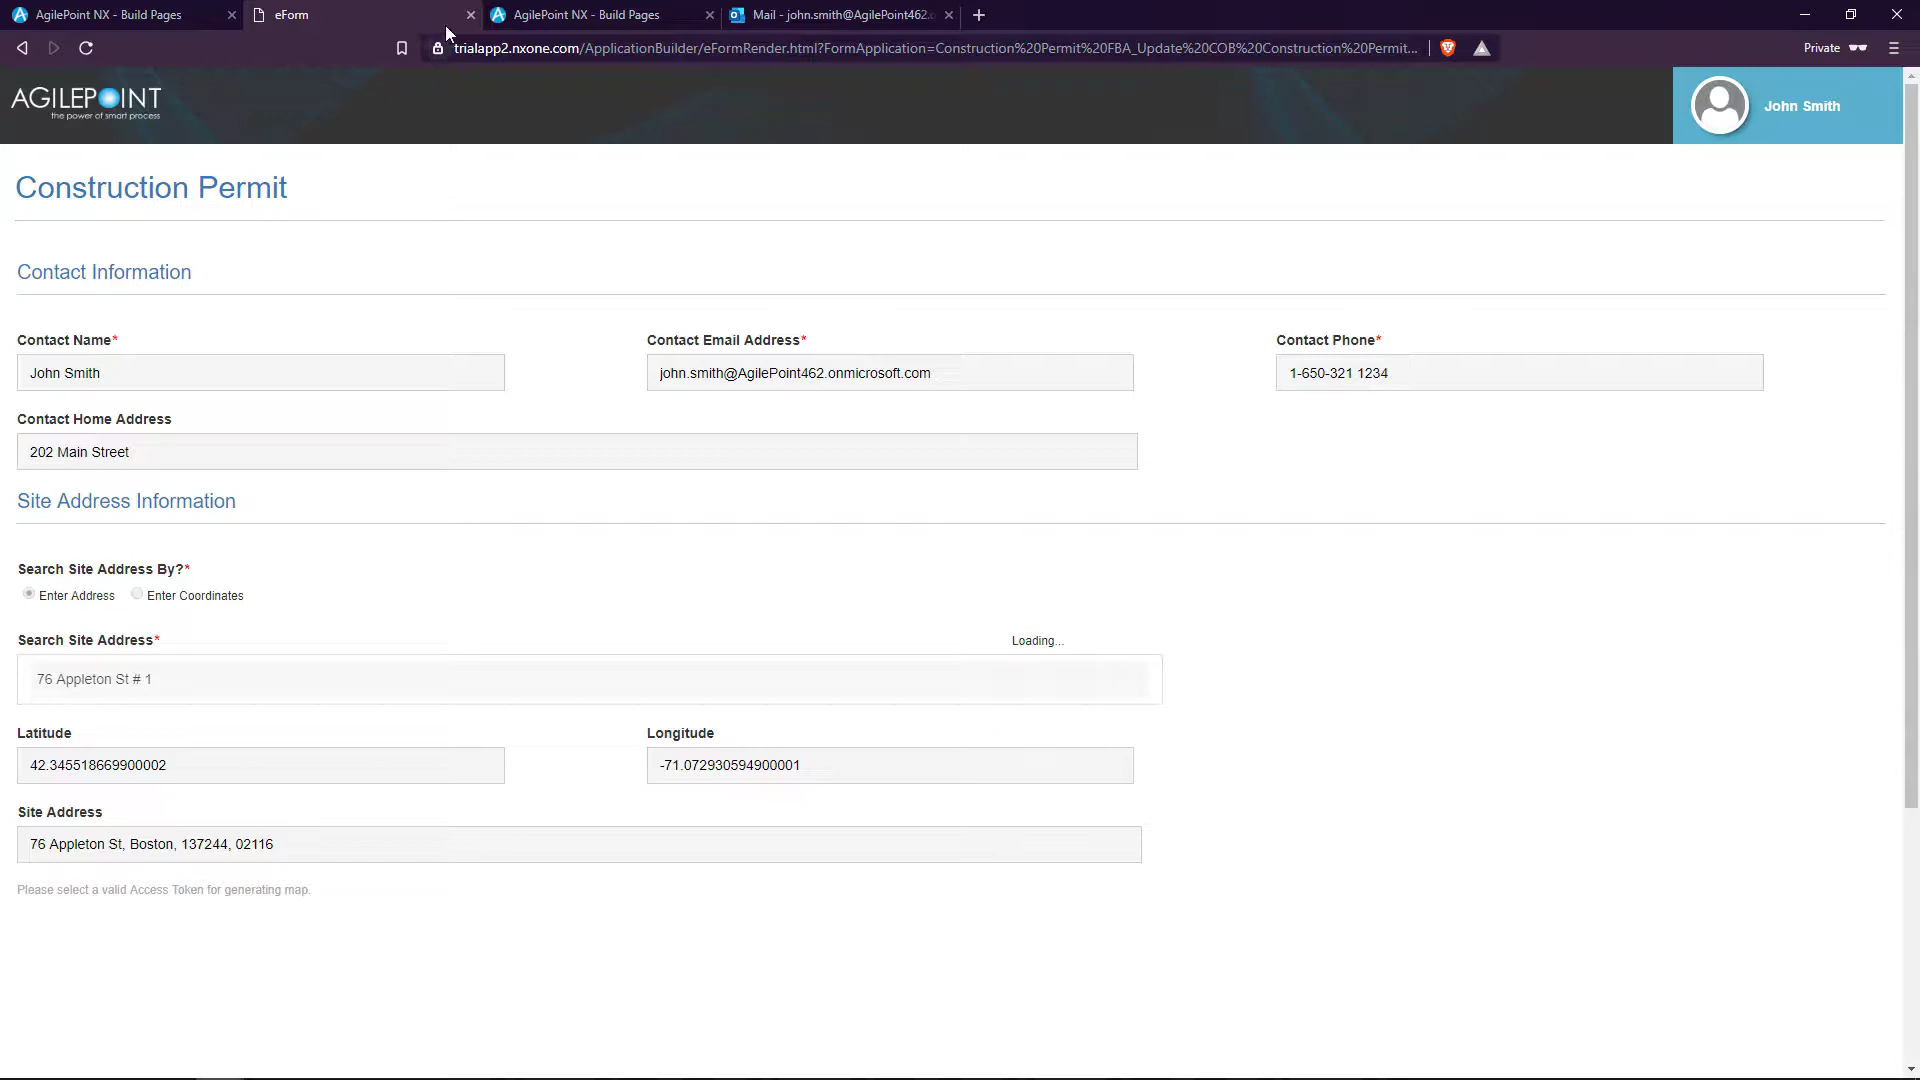 AgilePoint NX - Build Pages
eForm
AgilePoint NX - Build Pages
Mail - john.smith@AgilePoint462.o
trialapp2.nxone.com/ApplicationBuilder/eFormRender.html?FormApplication=Construction%20Permit%20FBA_Update%20COB%20Construction%20Permit...
Private
AGILEPOINT
the power of smart process
John Smith
Construction Permit
Contact Information
Contact Name*
Contact Email Address*
Contact Phone*
John Smith
john.smith@AgilePoint462.onmicrosoft.com
1-650-321 1234
Contact Home Address
202 Main Street
Site Address Information
Search Site Address By?*
Enter Address
Enter Coordinates
Search Site Address*
Loading...
76 Appleton St # 1
Latitude
Longitude
42.345518669900002
-71.072930594900001
Site Address
76 Appleton St, Boston, 137244, 02116
Please select a valid Access Token for generating map.